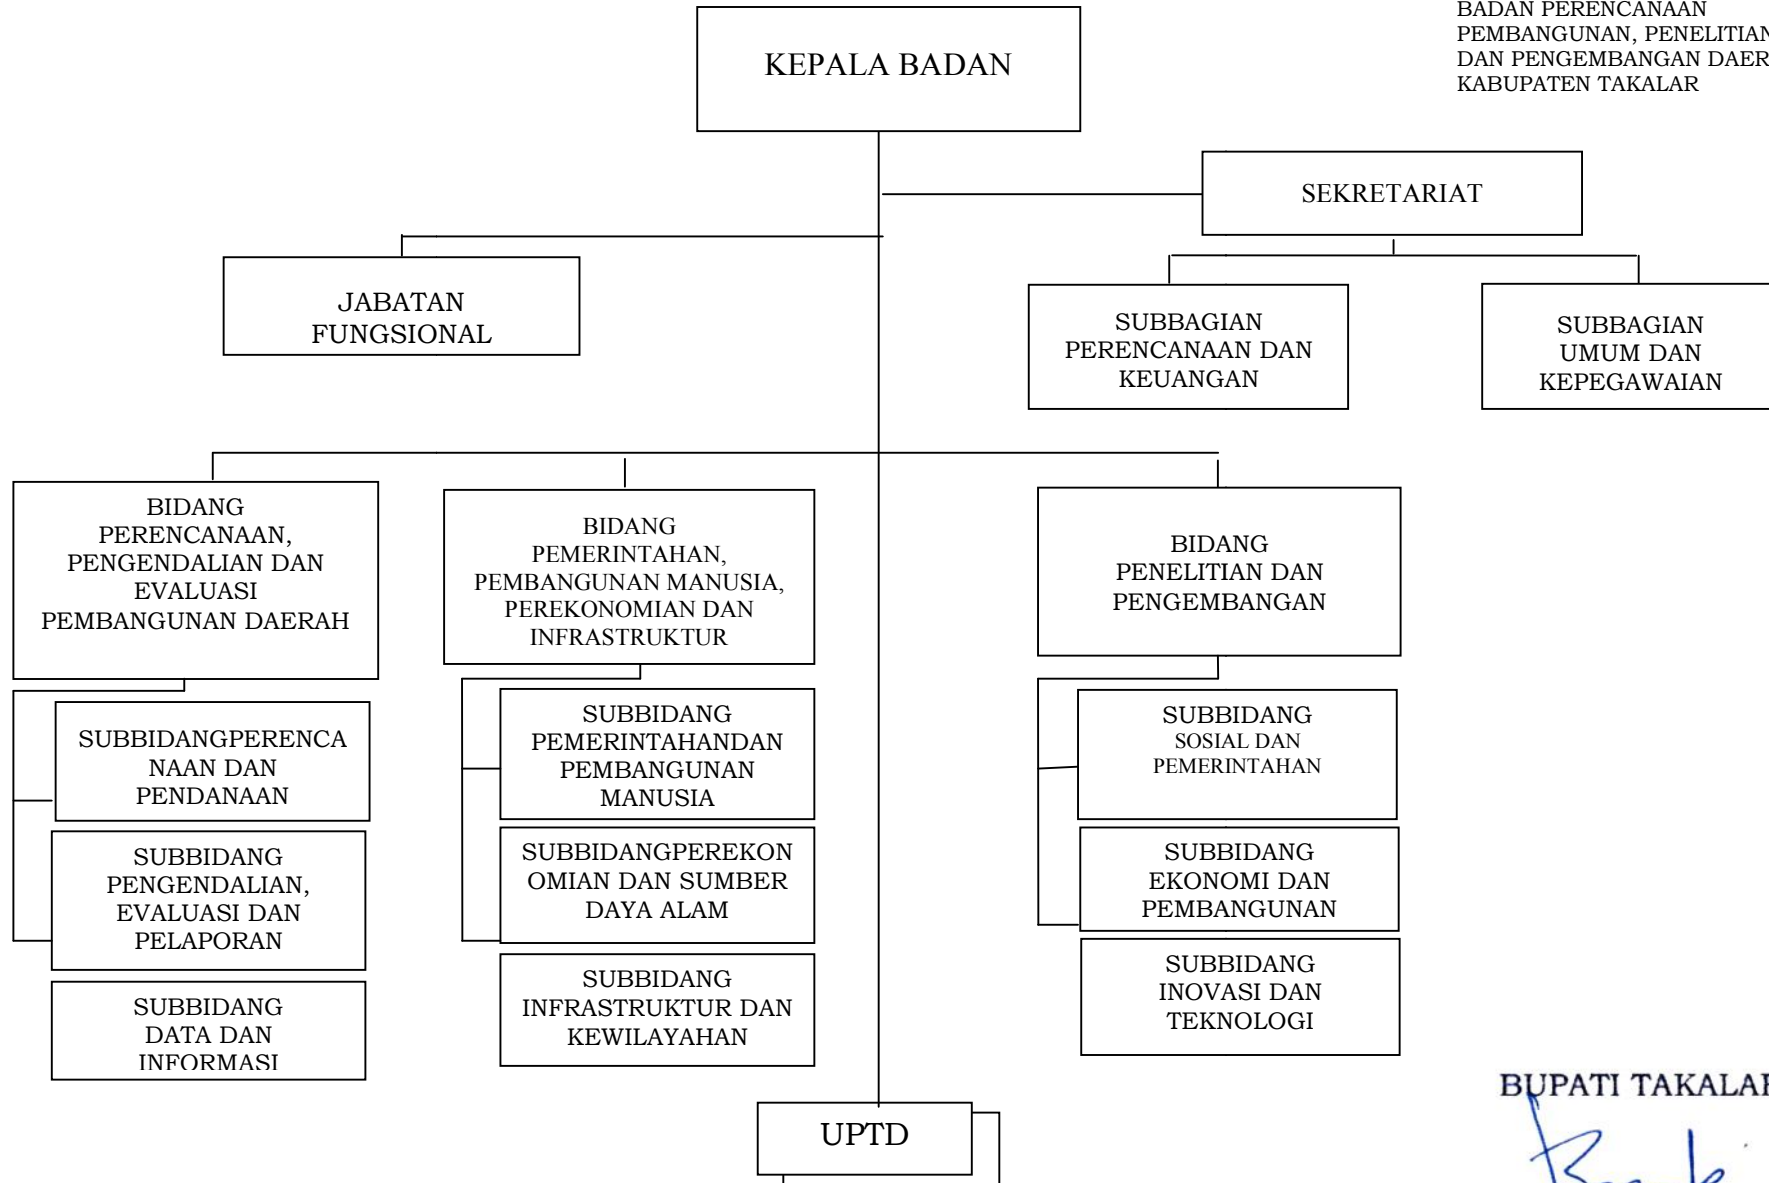 BADAN PERENCANAAN
PEMBANGUNAN, PENELITIAN
DAN PENGEMBANGAN DAER
KABUPATEN TAKALAR
KEPALA BADAN
SEKRETARIAT
JABATAN
FUNGSIONAL
SUBBAGIAN
PERENCANAAN DAN
KEUANGAN
SUBBAGIAN
UMUM DAN
KEPEGAWAIAN
BIDANG
PERENCANAAN,
PENGENDALIAN DAN
EVALUASI
PEMBANGUNAN DAERAH
BIDANG
PEMERINTAHAN,
PEMBANGUNAN MANUSIA,
PEREKONOMIAN DAN
INFRASTRUKTUR
BIDANG
PENELITIAN DAN
PENGEMBANGAN
SUBBIDANGPERENCA
NAAN DAN
PENDANAAN
SUBBIDANG
PENGENDALIAN,
EVALUASI DAN
PELAPORAN
SUBBIDANG
DATA DAN
INFORMASI
SUBBIDANG
PEMERINTAHANDAN
PEMBANGUNAN
MANUSIA
SUBBIDANGPEREKON
OMIAN DAN SUMBER
DAYA ALAM
SUBBIDANG
INFRASTRUKTUR DAN
KEWILAYAHAN
SUBBIDANG
SOSIAL DAN
PEMERINTAHAN
SUBBIDANG
EKONOMI DAN
PEMBANGUNAN
SUBBIDANG
INOVASI DAN
TEKNOLOGI
UPTD
BUPATI TAKALAR